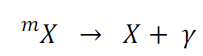 ᵐX → X + γ